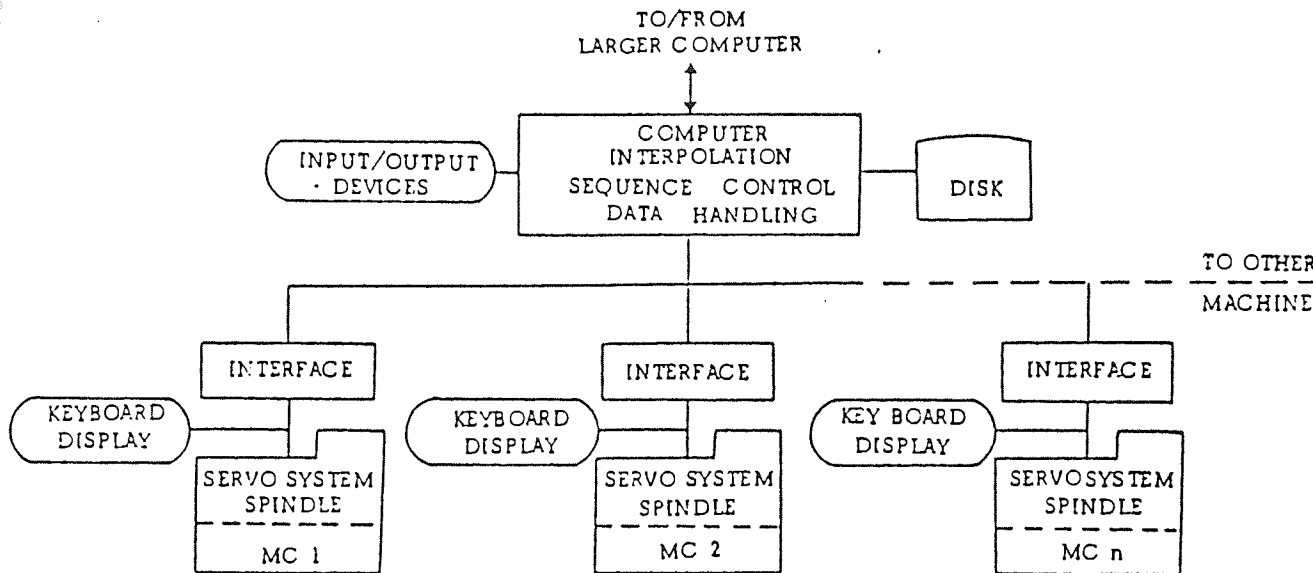 TO/FROM
LARGER COMPUTER
COMPUTER
INTERPOLATION
SEQUENCE CONTROL
DATA HANDLING
INPUT/OUTPUT
DEVICES
DISK
TO OTHER
MACHINE
INTERFACE
INTERFACE
INTERFACE
KEYBOARD
DISPLAY
KEYBOARD
DISPLAY
KEY BOARD
DISPLAY
SERVO SYSTEM
SPINDLE
MC 1
SERVO SYSTEM
SPINDLE
MC 2
SERVO SYSTEM
SPINDLE
MC n